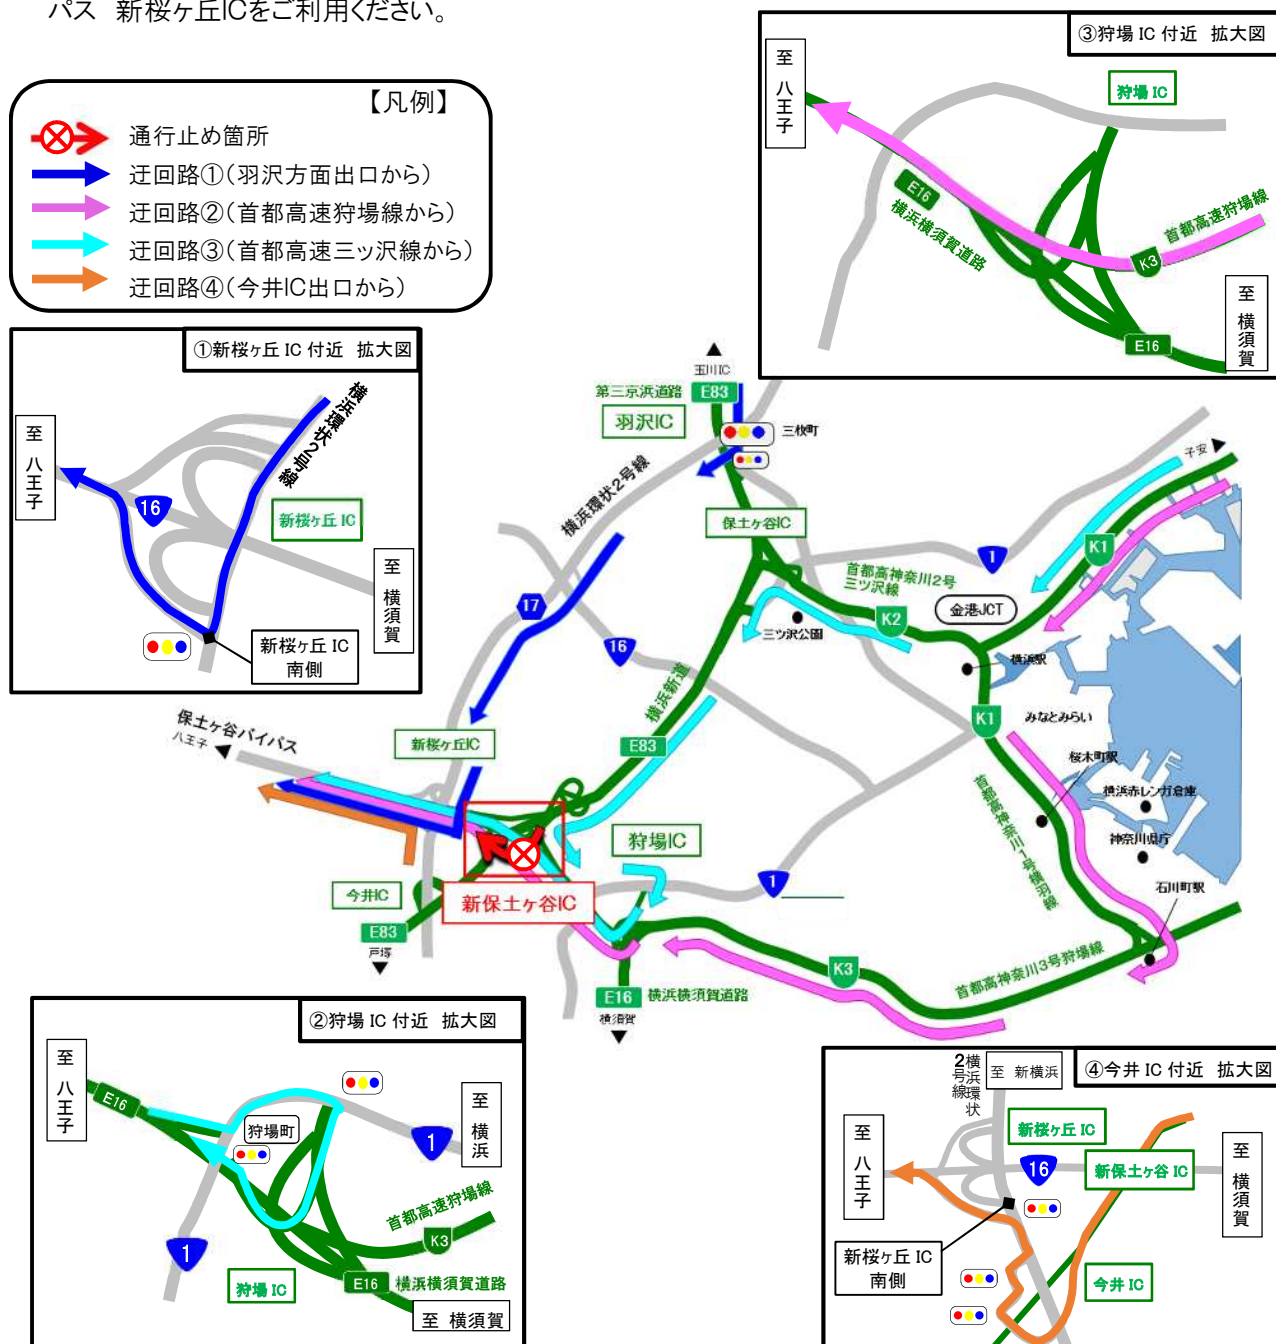 パス 新桜ヶ丘ICをご利用ください。
【凡例】
通行止め箇所
迂回路①(羽沢方面出口から)
迂回路②(首都高速狩場線から)
迂回路③(首都高速三ッ沢線から)
迂回路④(今井IC出口から)
③狩場 IC 付近 拡大図
至 八王子
狩場 IC
E16
横浜横須賀道路
首都高速狩場線
K3
E16
至 横須賀
①新桜ヶ丘 IC 付近 拡大図
横浜環状2号線
至 八王子
16
新桜ヶ丘 IC
至 横須賀
新桜ヶ丘 IC
南側
玉川IC
第三京浜道路
E83
羽沢IC
三枚町
横浜環状2号線
子安
保土ヶ谷IC
K1
1
首都高神奈川2号
三ツ沢線
金港JCT
17
K2
三ツ沢公園
16
横浜駅
横浜新道
K1
みなとみらい
保土ヶ谷バイパス
八王子
新桜ヶ丘IC
E83
桜木町駅
首都高神奈川1号横羽線
横浜赤レンガ倉庫
狩場IC
神奈川県庁
1
今井IC
新保土ヶ谷IC
石川町駅
E83
戸塚
K3
首都高神奈川3号狩場線
E16
横浜横須賀道路
横須賀
②狩場 IC 付近 拡大図
至 八王子
E16
狩場町
至 横浜
1
首都高速狩場線
K3
1
狩場 IC
E16
横浜横須賀道路
至 横須賀
④今井 IC 付近 拡大図
横浜環状
2号線
至 新横浜
至 八王子
新桜ヶ丘 IC
16
新保土ヶ谷 IC
至 横須賀
新桜ヶ丘 IC
南側
今井 IC